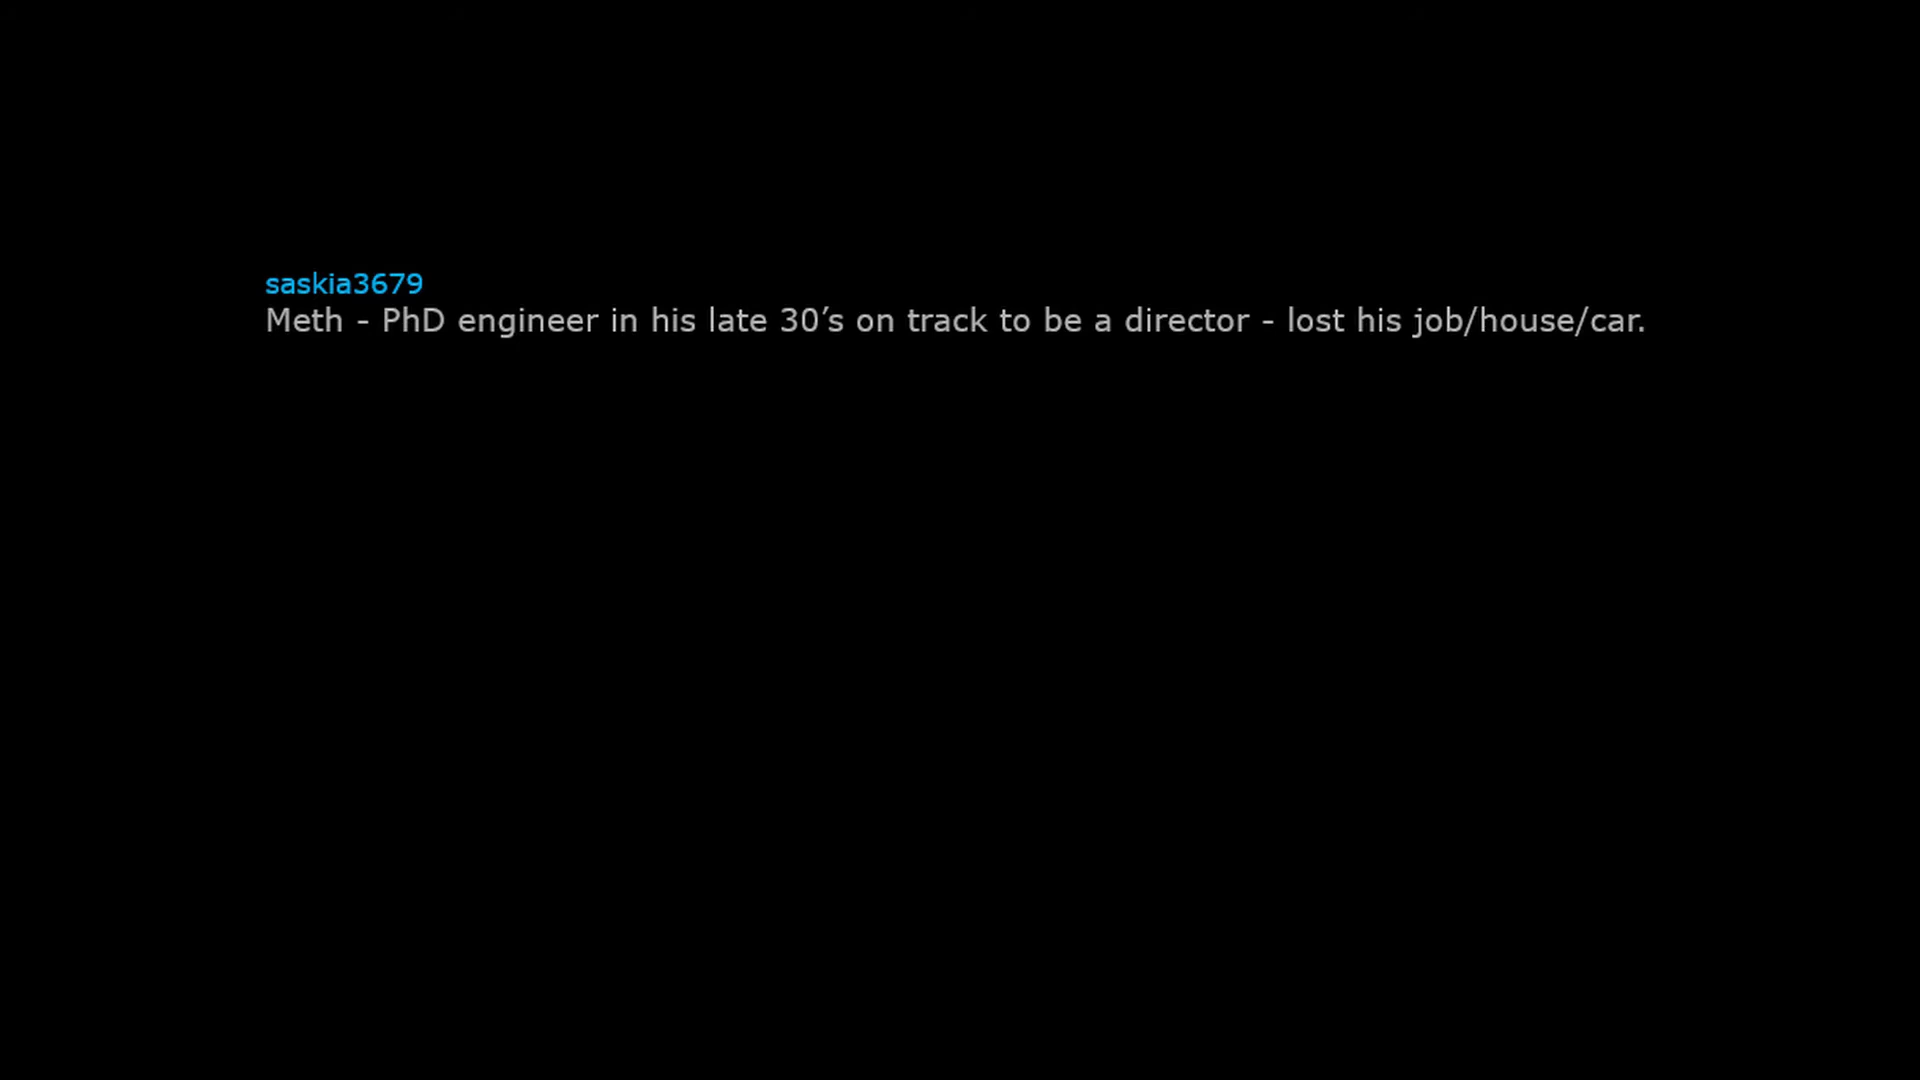 saskia3679
Meth - PhD engineer in his late 30’s on track to be a director - lost his job/house/car.